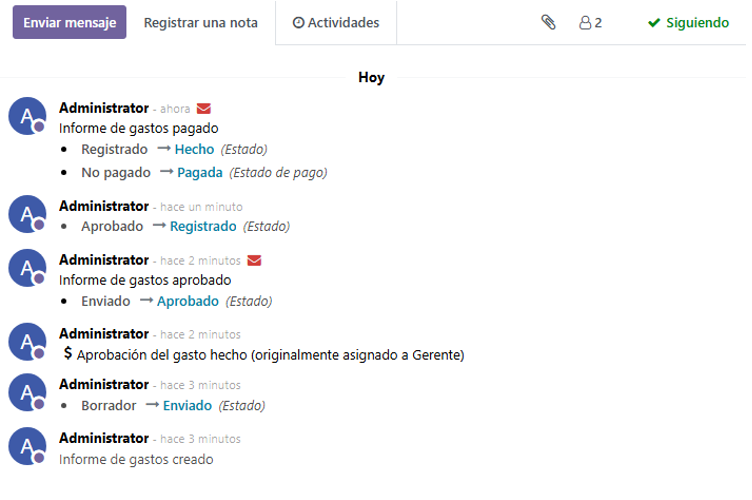 Enviar mensaje Registrar una nota Actividades 2 Siguiendo
Hoy
A Administrator - ahora
Informe de gastos pagado
• Registrado → Hecho (Estado)
• No pagado → Pagada (Estado de pago)
A Administrator - hace un minuto
• Aprobado → Registrado (Estado)
A Administrator - hace 2 minutos
Informe de gastos aprobado
• Enviado → Aprobado (Estado)
A Administrator - hace 2 minutos
$ Aprobación del gasto hecho (originalmente asignado a Gerente)
A Administrator - hace 3 minutos
• Borrador → Enviado (Estado)
A Administrator - hace 3 minutos
Informe de gastos creado